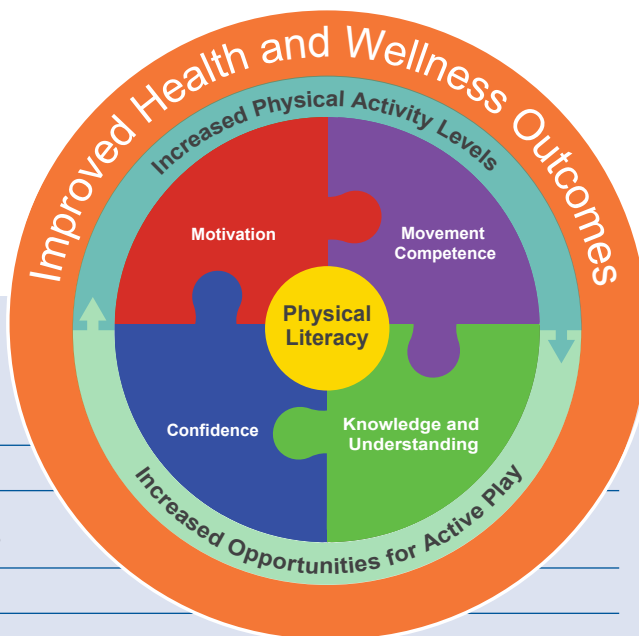 Improved Health and Wellness Outcomes
Increased Physical Activity Levels
Motivation
Movement
Competence
Physical
Literacy
Confidence
Knowledge and
Understanding
Increased Opportunities for Active Play